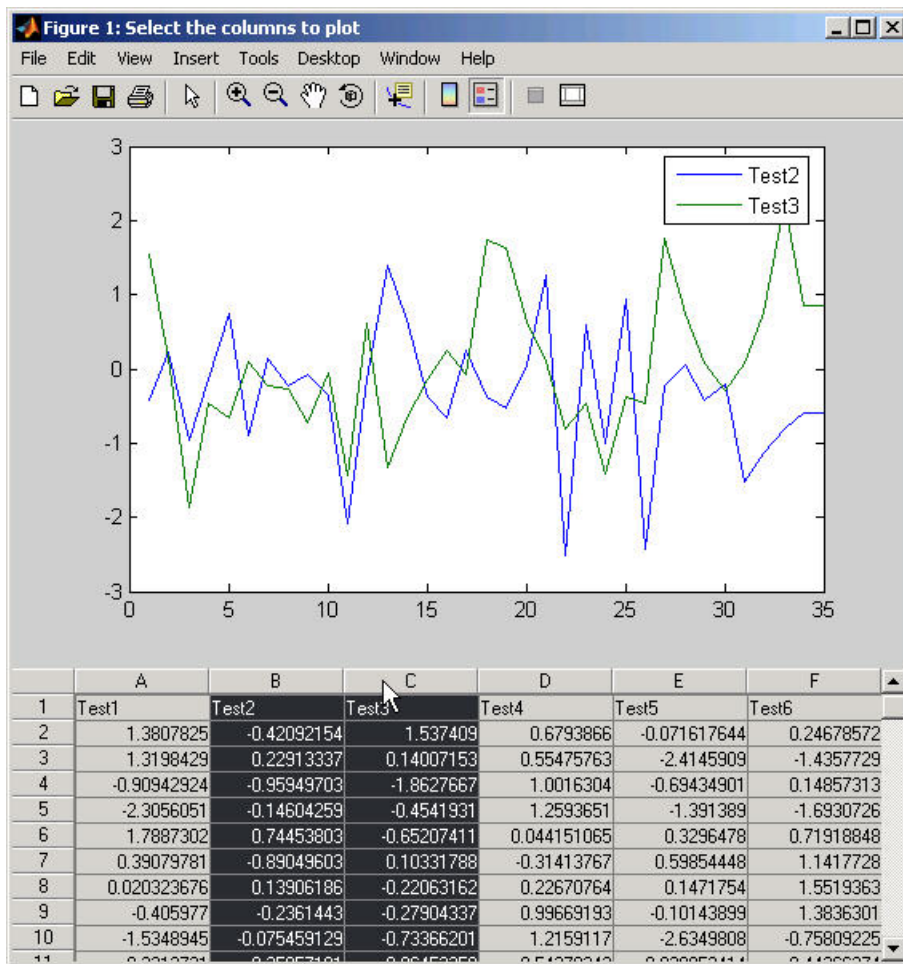 Figure 1: Select the columns to plot
File Edit View Insert Tools Desktop Window Help
3
2
1
0
-1
-2
-3
0 5 10 15 20 25 30 35
Test2
Test3
A B C D E F
1 Test1 Test2 Test3 Test4 Test5 Test6
2 1.3807825 -0.42092154 1.537409 0.6793866 -0.071617644 0.24678572
3 1.3198429 0.22913337 0.14007153 0.55475763 -2.4145909 -1.4357729
4 -0.90942924 -0.95949703 -1.8627667 1.0016304 -0.69434901 0.14857313
5 -2.3056051 -0.14604259 -0.4541931 1.2593651 -1.391389 -1.6930726
6 1.7887302 0.74453803 -0.65207411 0.044151065 0.3296478 0.71918848
7 0.39079781 -0.89049603 0.10331788 -0.31413767 0.59854448 1.1417728
8 0.020323676 0.13906186 -0.22063162 0.22670764 0.1471754 1.5519363
9 -0.405977 -0.2361443 -0.27904337 0.99669193 -0.10143899 1.3836301
10 -1.5348945 -0.075459129 -0.73366201 1.2159117 -2.6349808 -0.75809225
11